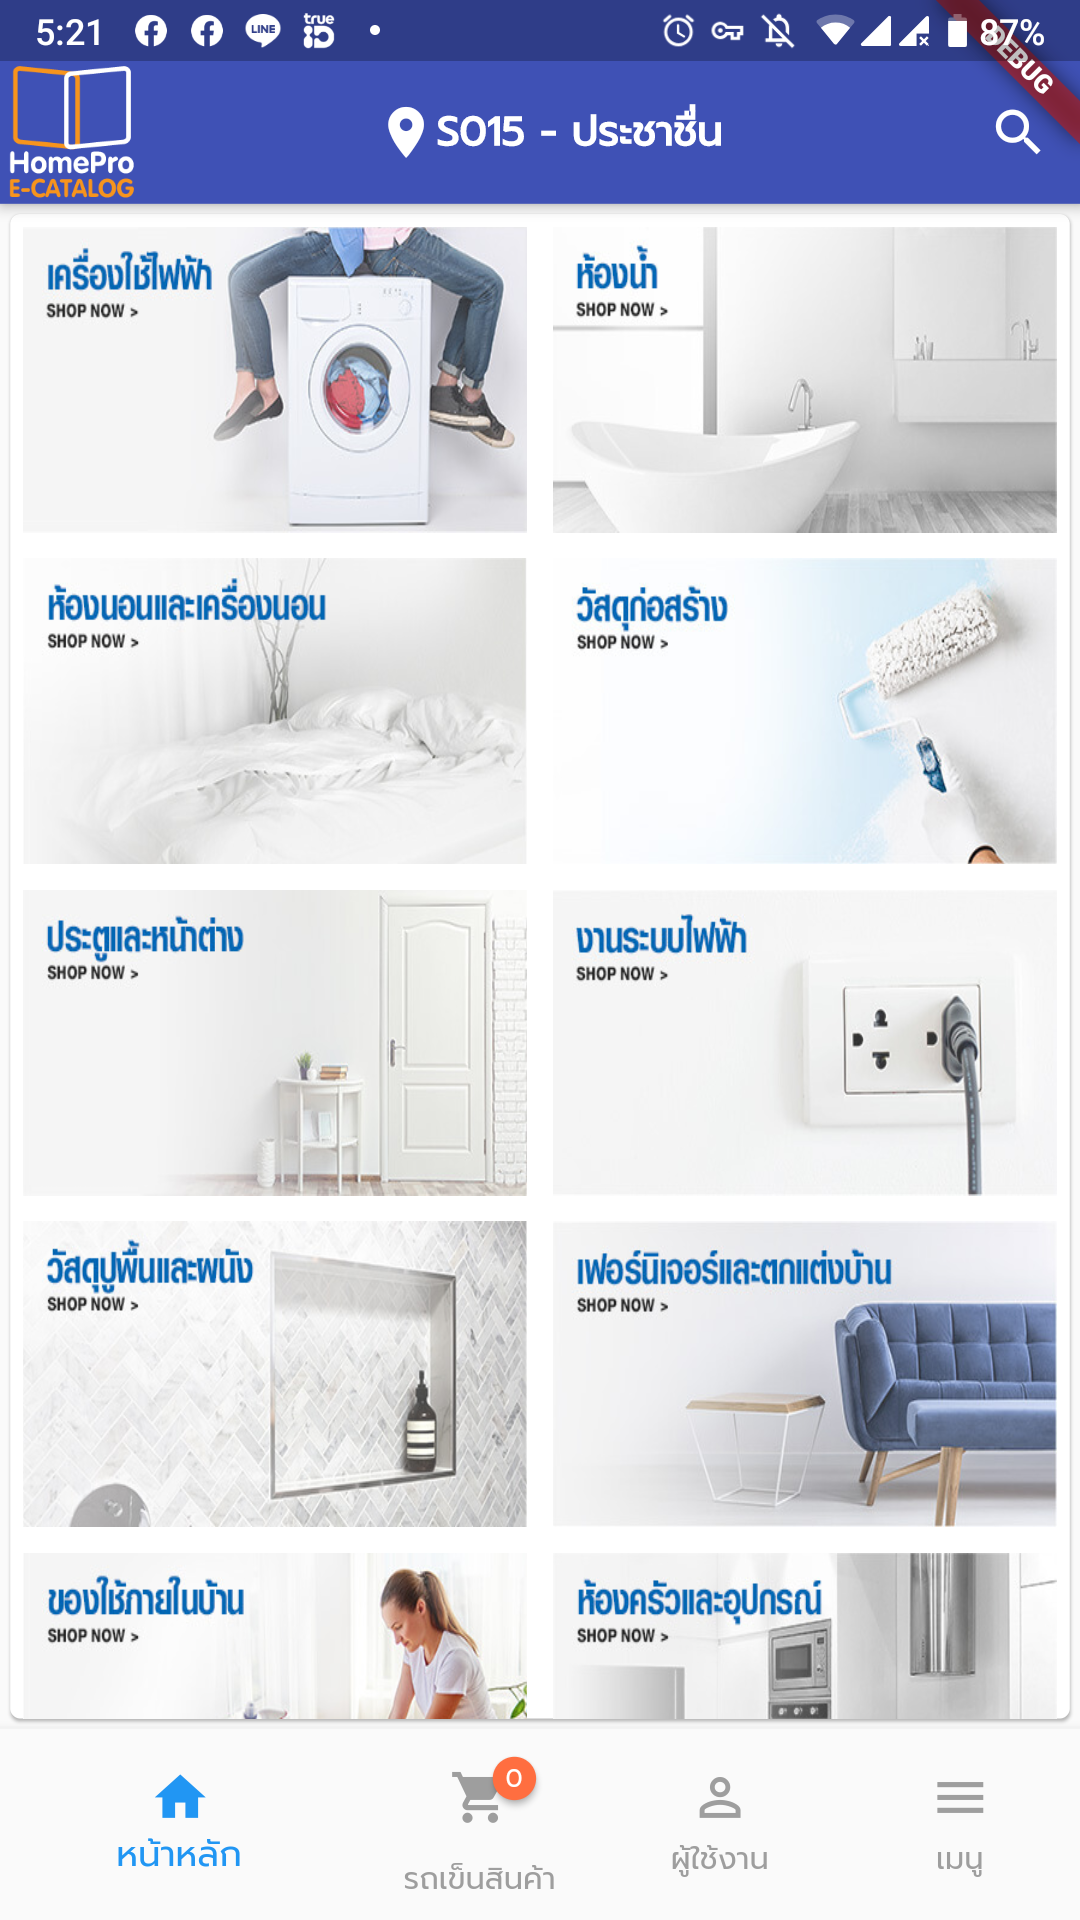 5:21
LINE
true
iD
87%
DEBUG
HomePro
E-CATALOG
S015 - ประชาชื่น
เครื่องใช้ไฟฟ้า
SHOP NOW >
ห้องน้ำ
SHOP NOW >
ห้องนอนและเครื่องนอน
SHOP NOW >
วัสดุก่อสร้าง
SHOP NOW >
ประตูและหน้าต่าง
SHOP NOW >
งานระบบไฟฟ้า
SHOP NOW >
วัสดุปูพื้นและผนัง
SHOP NOW >
เฟอร์นิเจอร์และตกแต่งบ้าน
SHOP NOW >
ของใช้ภายในบ้าน
SHOP NOW >
ห้องครัวและอุปกรณ์
SHOP NOW >
หน้าหลัก
0
รถเข็นสินค้า
ผู้ใช้งาน
เมนู